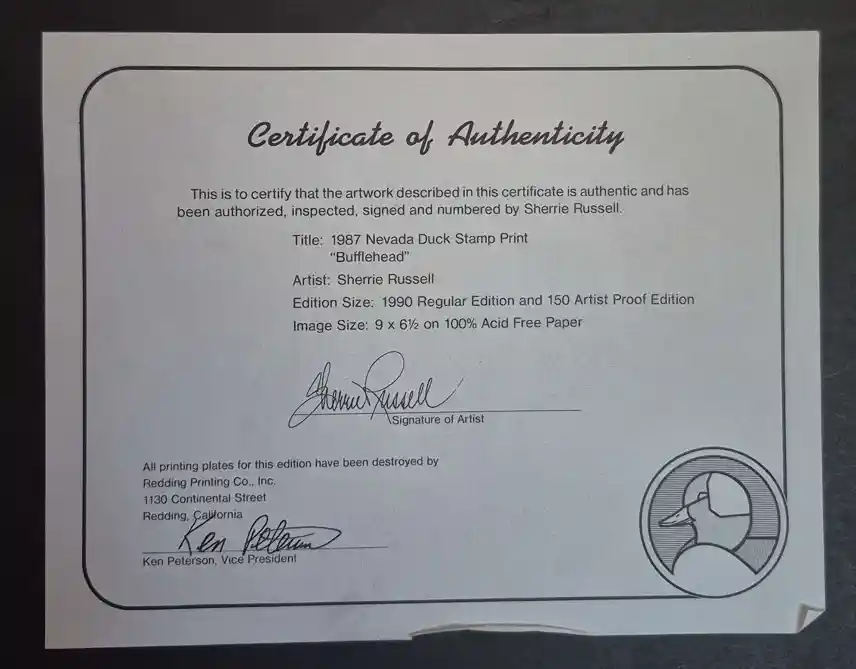 Certificate of Authenticity
This is to certify that the artwork described in this certificate is authentic and has
been authorized, inspected, signed and numbered by Sherrie Russell.
Title: 1987 Nevada Duck Stamp Print
"Bufflehead"
Artist: Sherrie Russell
Edition Size: 1990 Regular Edition and 150 Artist Proof Edition
Image Size: 9 x 6½ on 100% Acid Free Paper
Sherrie Russell
Signature of Artist
All printing plates for this edition have been destroyed by
Redding Printing Co., Inc.
1130 Continental Street
Redding, California
Ken Peterson
Ken Peterson, Vice President